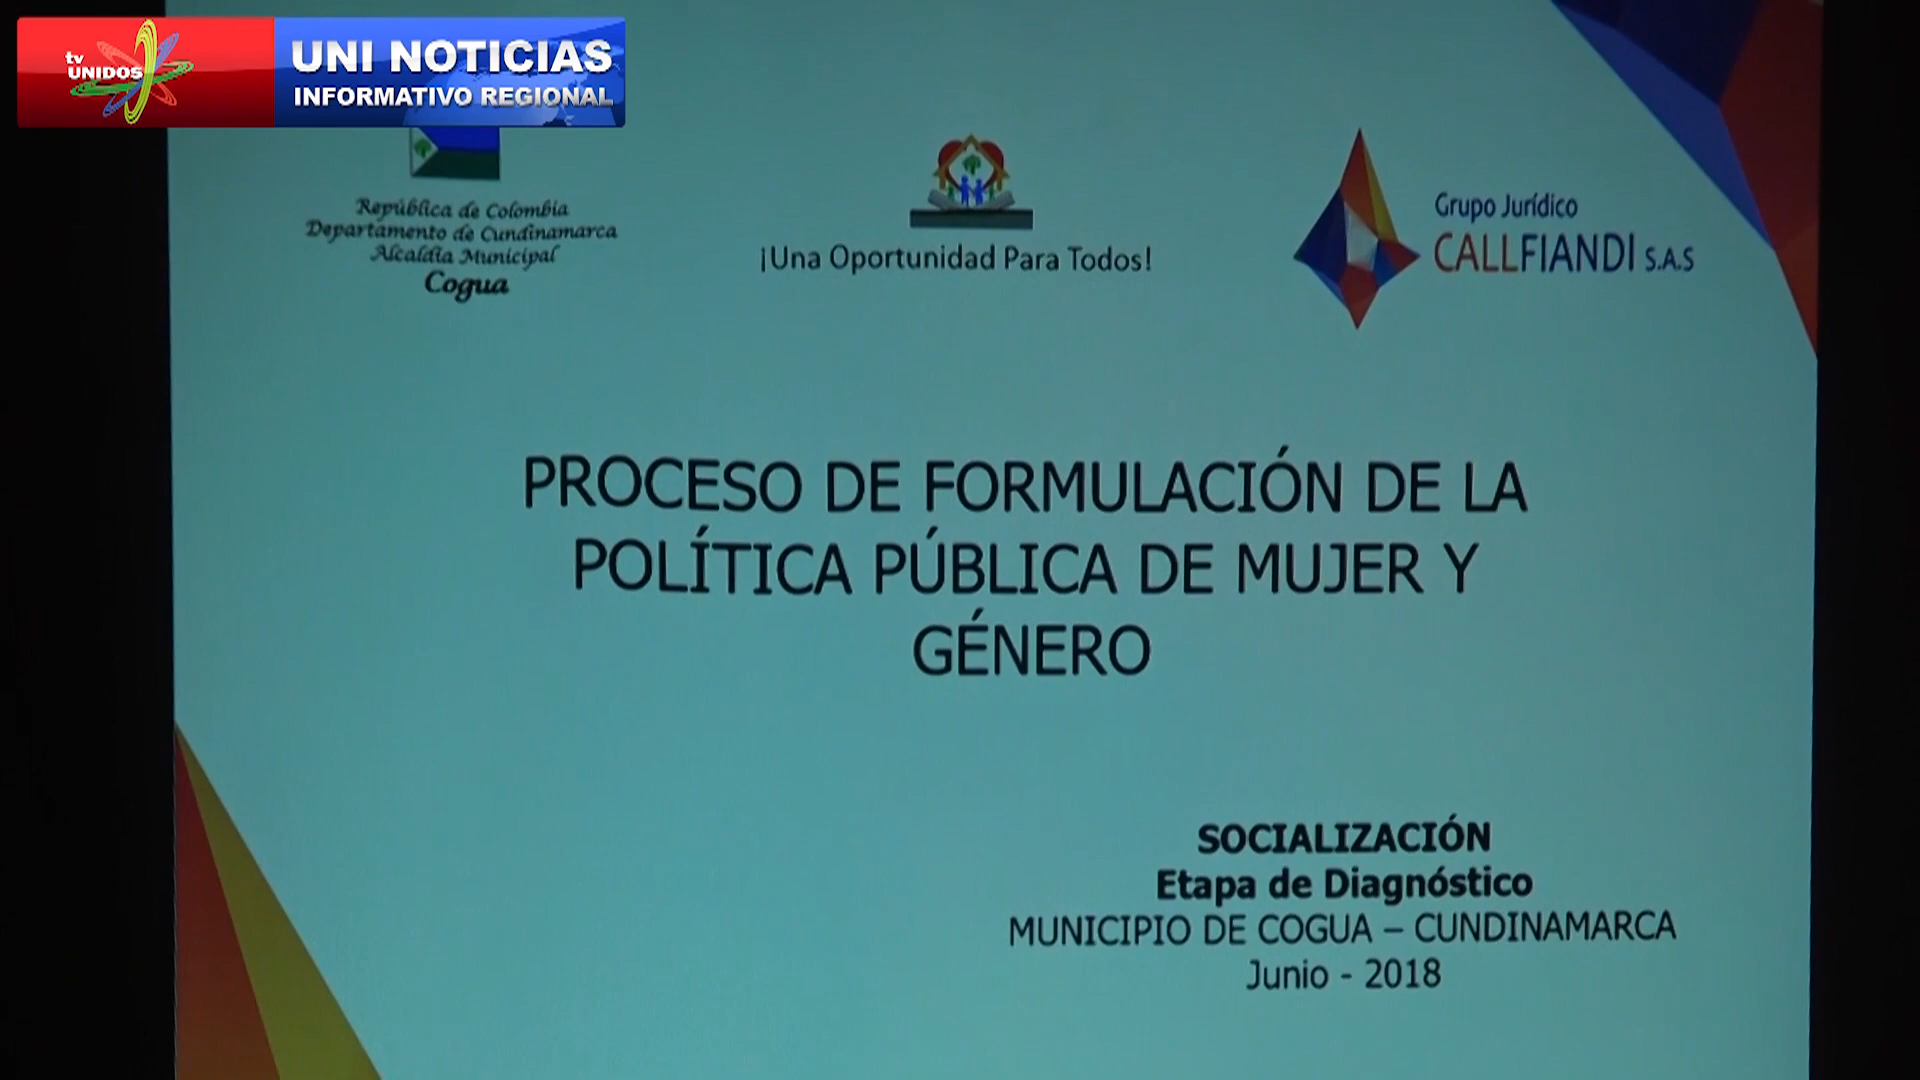 tv
UNIDOS
UNI NOTICIAS
INFORMATIVO REGIONAL
República de Colombia
Departamento de Cundinamarca
Alcaldía Municipal
Cogua
¡Una Oportunidad Para Todos!
Grupo Jurídico
CALLFIANDI S.A.S
PROCESO DE FORMULACIÓN DE LA
POLÍTICA PÚBLICA DE MUJER Y
GÉNERO
SOCIALIZACIÓN
Etapa de Diagnóstico
MUNICIPIO DE COGUA – CUNDINAMARCA
Junio - 2018